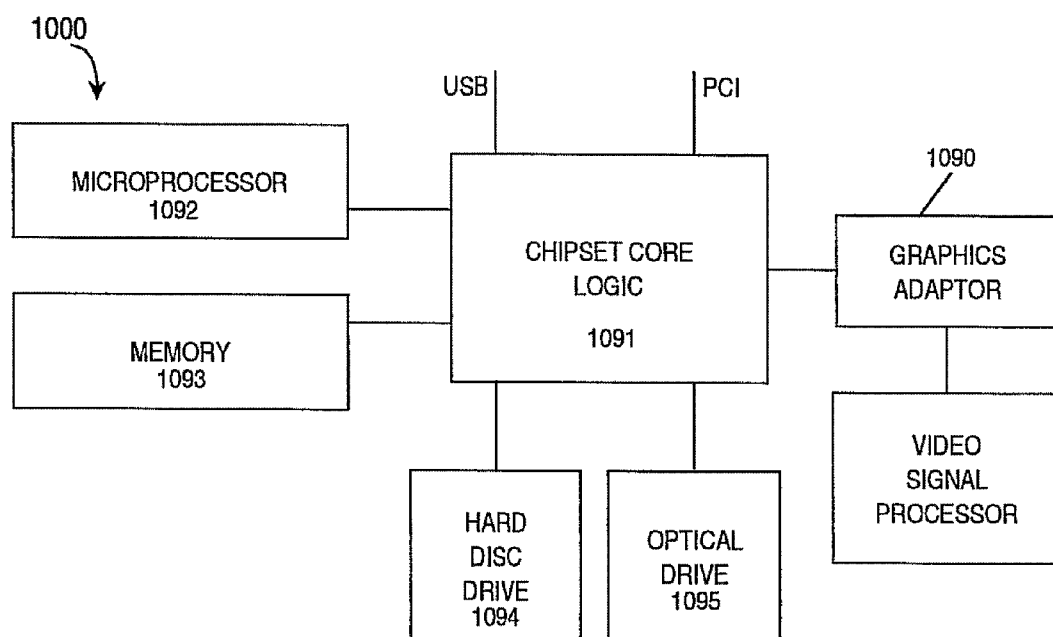 1000
USB
PCI
MICROPROCESSOR
1092
CHIPSET CORE
LOGIC
1091
1090
GRAPHICS
ADAPTOR
MEMORY
1093
HARD
DISC
DRIVE
1094
OPTICAL
DRIVE
1095
VIDEO
SIGNAL
PROCESSOR